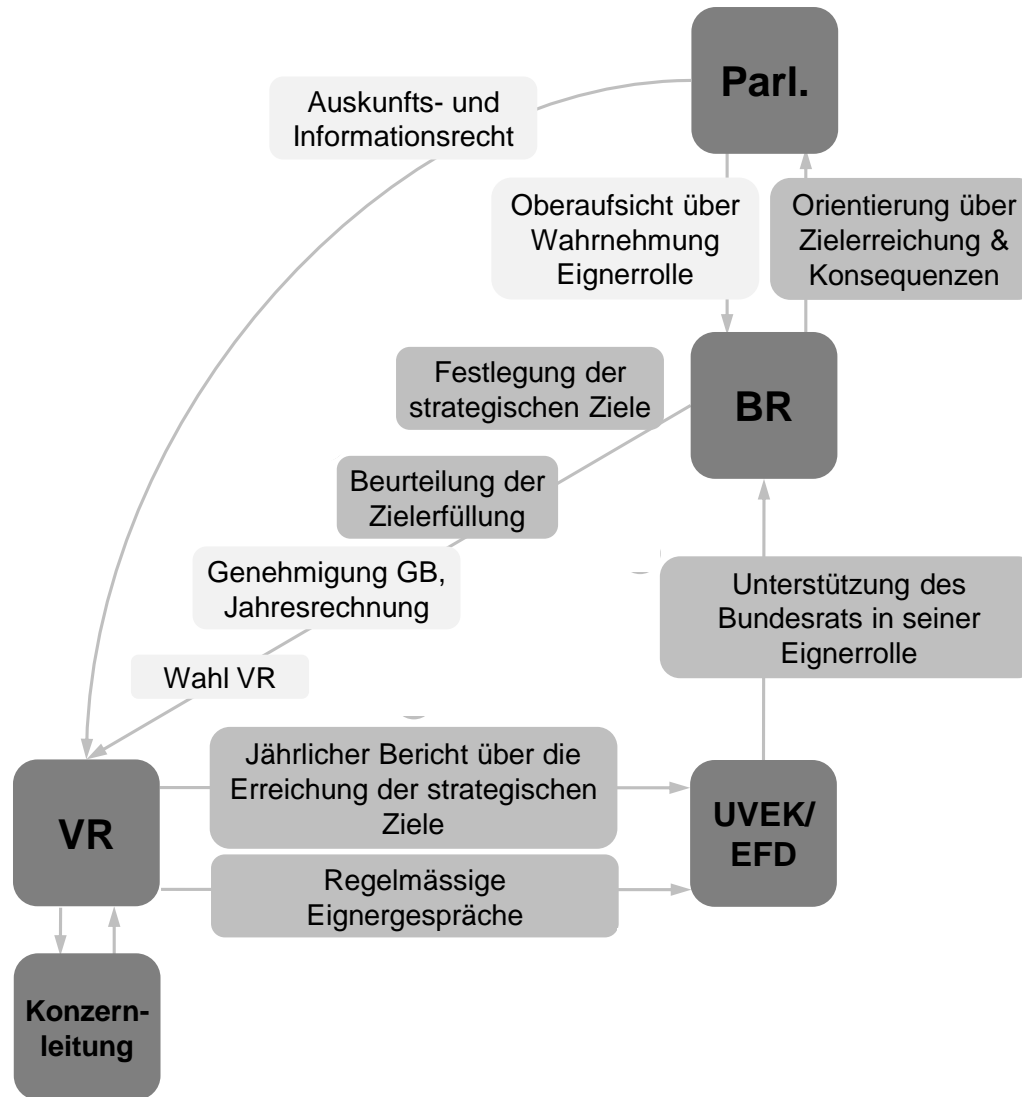 Parl.
Auskunfts- und
Informationsrecht
Oberaufsicht über
Wahrnehmung
Eignerrolle
Orientierung über
Zielerreichung &
Konsequenzen
Festlegung der
strategischen Ziele
BR
Beurteilung der
Zielerfüllung
Genehmigung GB,
Jahresrechnung
Unterstützung des
Bundesrats in seiner
Eignerrolle
Wahl VR
Jährlicher Bericht über die
Erreichung der strategischen
Ziele
VR
UVEK/
EFD
Regelmässige
Eignergespräche
Konzern-
leitung